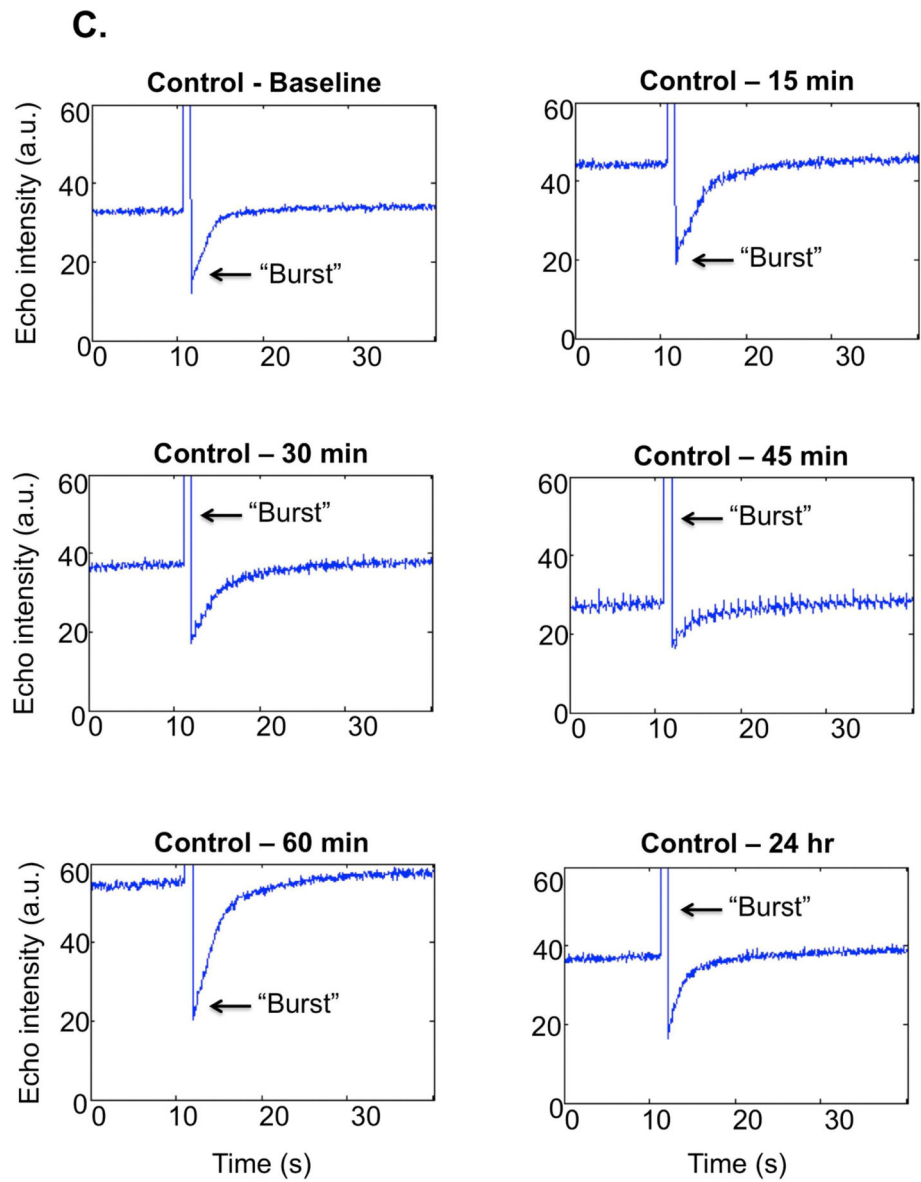 C.
Control - Baseline
Echo intensity (a.u.)
60
40
20
0
0 10 20 30
“Burst”
Control – 15 min
60
40
20
0
0 10 20 30
“Burst”
Control – 30 min
Echo intensity (a.u.)
60
40
20
0
0 10 20 30
“Burst”
Control – 45 min
60
40
20
0
0 10 20 30
“Burst”
Control – 60 min
Echo intensity (a.u.)
60
40
20
0
0 10 20 30
“Burst”
Time (s)
Control – 24 hr
60
40
20
0
0 10 20 30
“Burst”
Time (s)